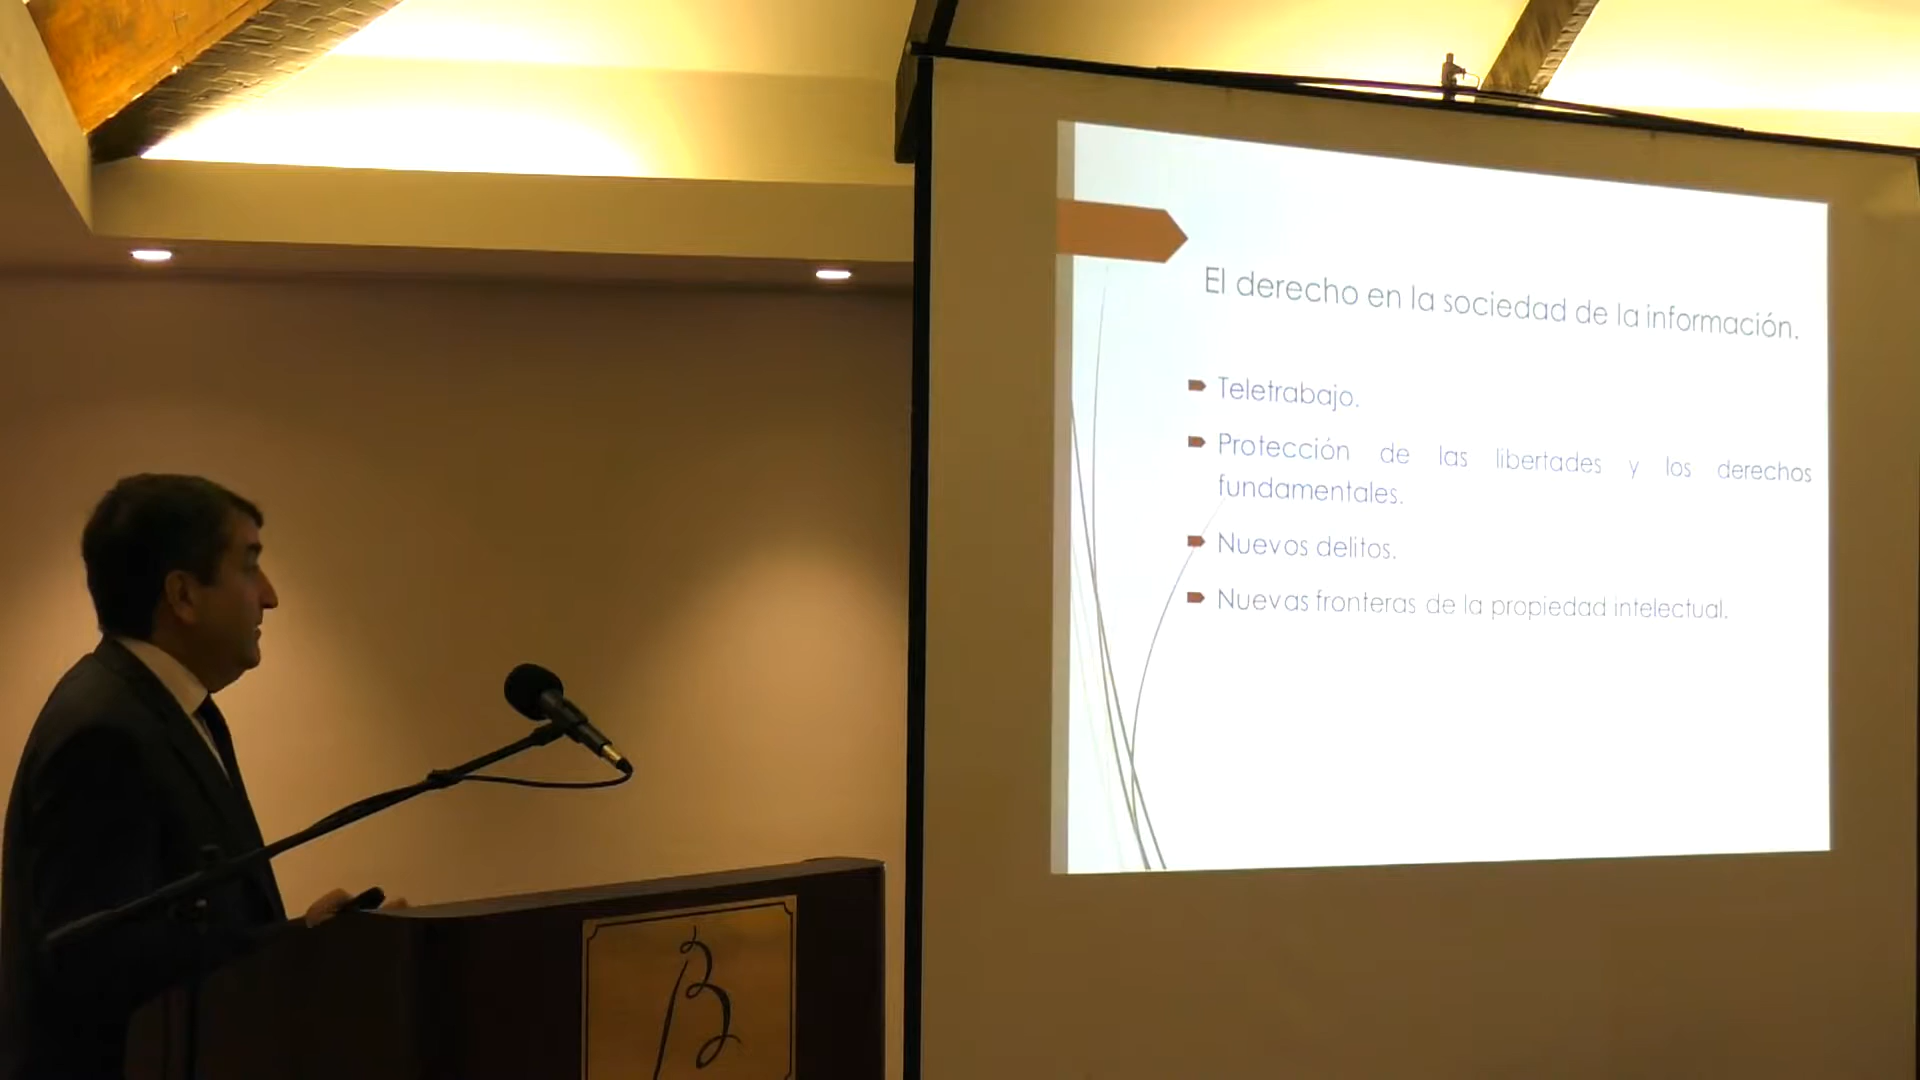 El derecho en la sociedad de la información.
Teletrabajo.
Protección de las libertades y los derechos
fundamentales.
Nuevos delitos.
Nuevas fronteras de la propiedad intelectual.
B